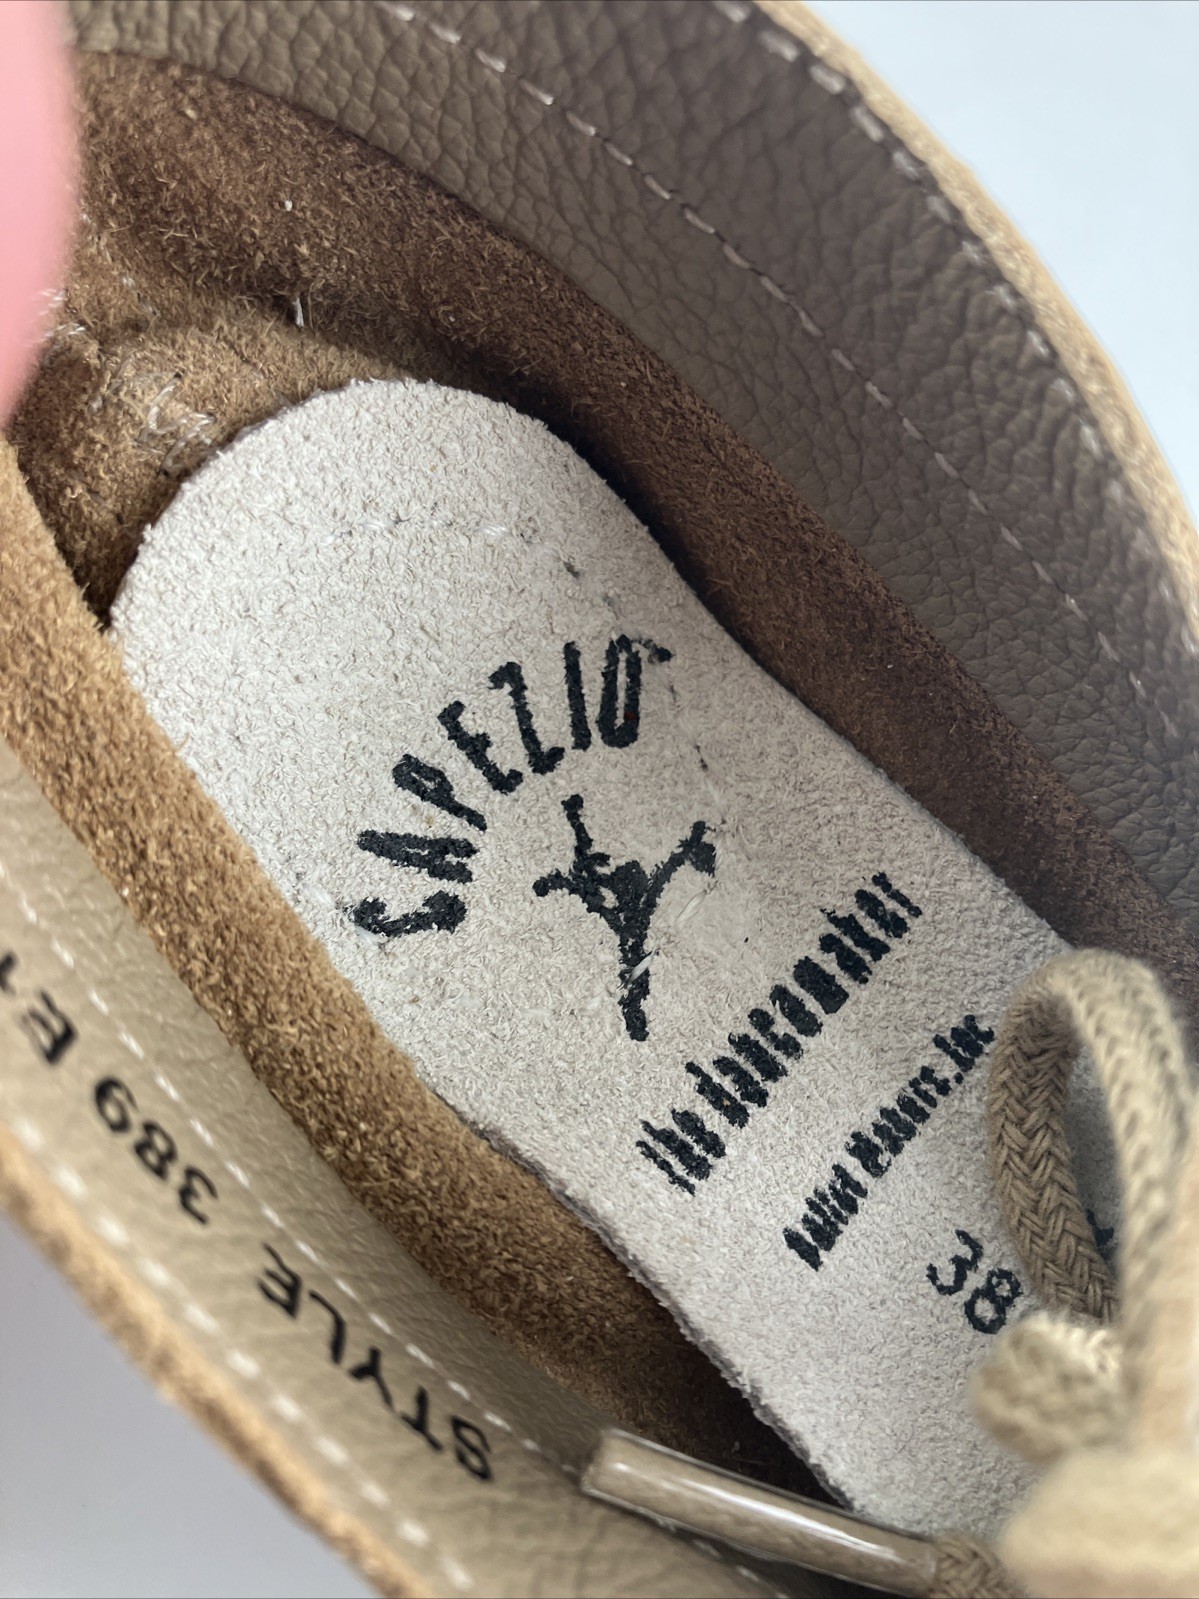 CAPEZIO
the dancemaker
Ballet Makers, Inc
38
STYLE 389 E